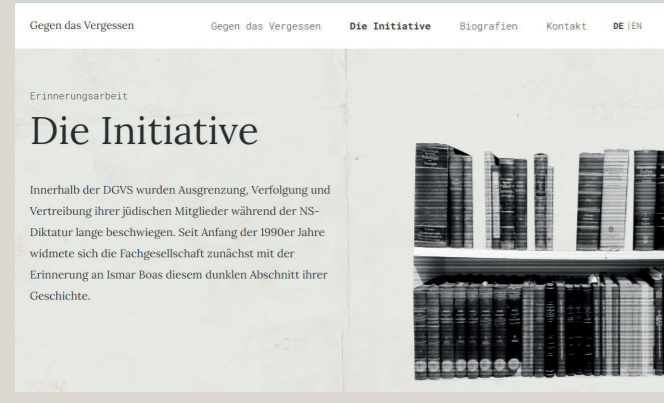 Gegen das Vergessen
Gegen das Vergessen Die Initiative Biografien Kontakt DE | EN
Erinnerungsarbeit
Die Initiative
Innerhalb der DGVS wurden Ausgrenzung, Verfolgung und
Vertreibung ihrer jüdischen Mitglieder während der NS-
Diktatur lange beschwiegen. Seit Anfang der 1990er Jahre
widmete sich die Fachgesellschaft zunächst mit der
Erinnerung an Ismar Boas diesem dunklen Abschnitt ihrer
Geschichte.